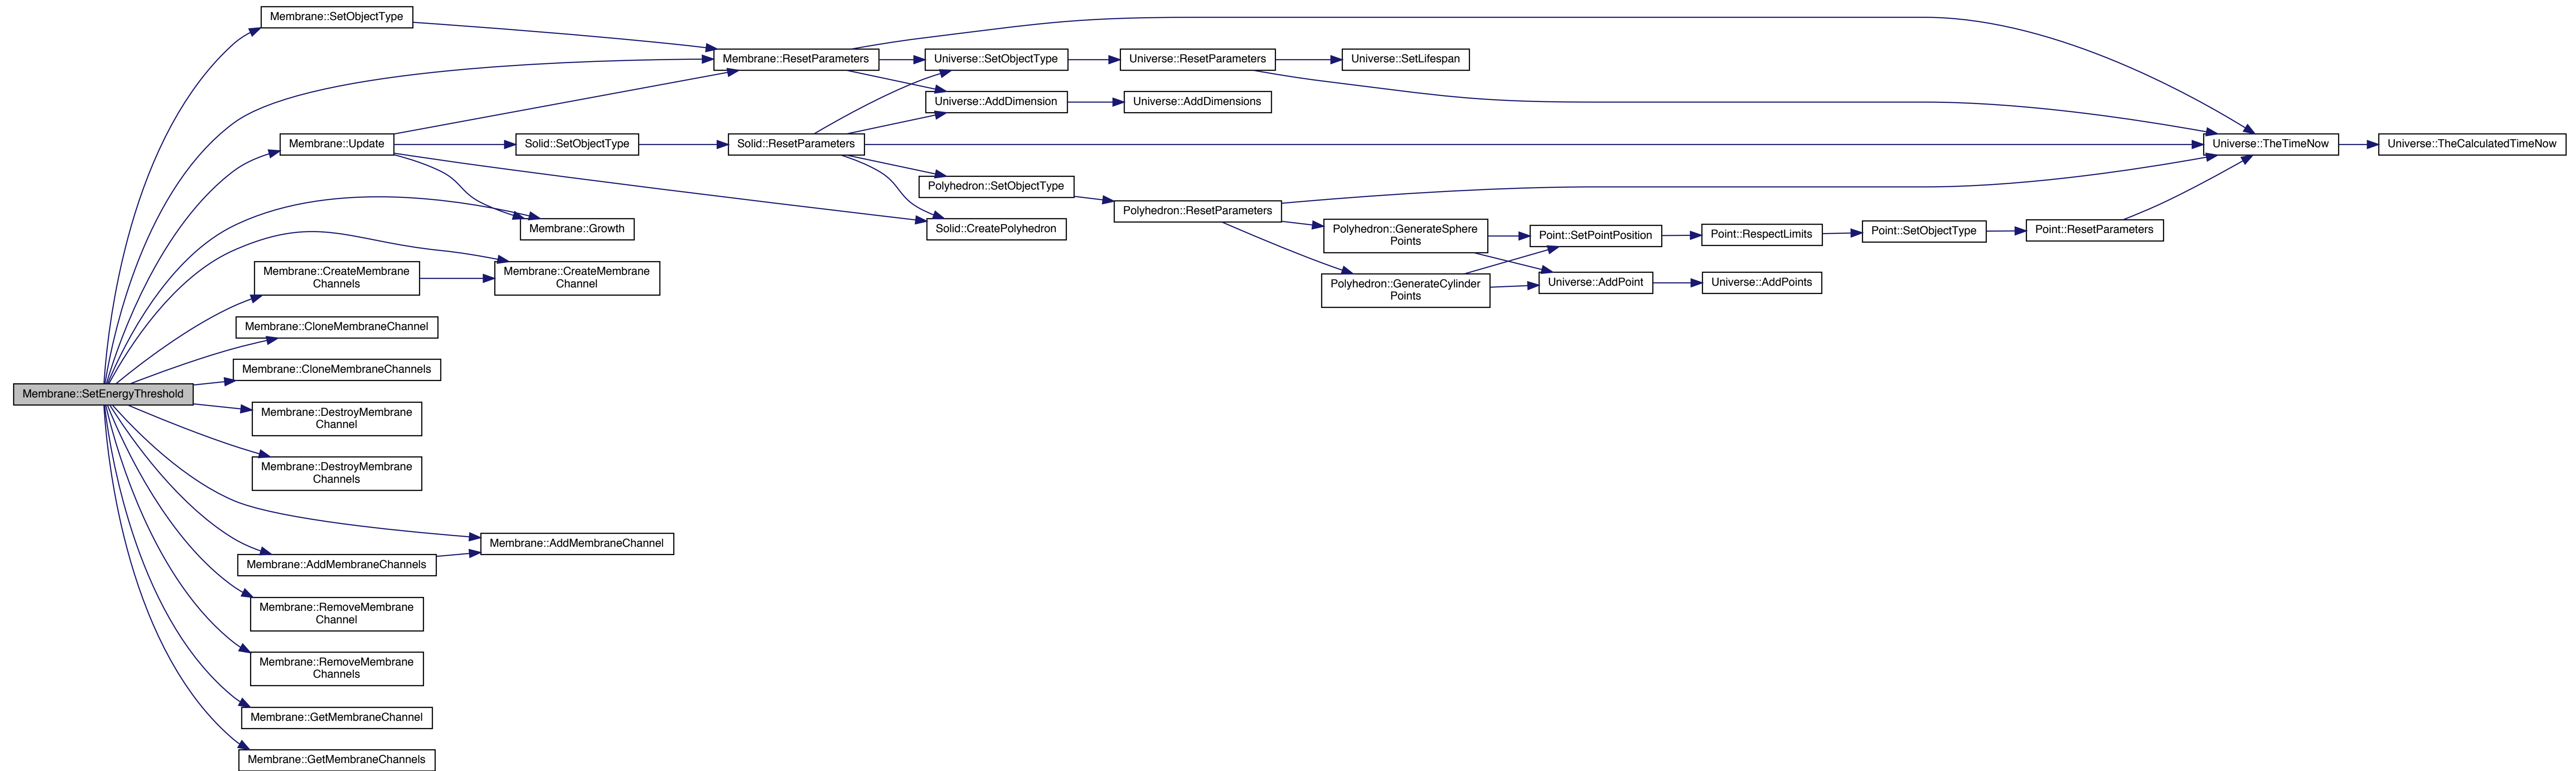 Membrane::SetObjectType
Membrane::ResetParameters
Universe::SetObjectType
Universe::ResetParameters
Universe::SetLifespan
Universe::AddDimension
Universe::AddDimensions
Membrane::Update
Solid::SetObjectType
Solid::ResetParameters
Universe::TheTimeNow
Universe::TheCalculatedTimeNow
Polyhedron::SetObjectType
Polyhedron::ResetParameters
Membrane::Growth
Solid::CreatePolyhedron
Polyhedron::GenerateSphere
Points
Point::SetPointPosition
Point::RespectLimits
Point::SetObjectType
Point::ResetParameters
Membrane::CreateMembrane
Channels
Membrane::CreateMembrane
Channel
Polyhedron::GenerateCylinder
Points
Universe::AddPoint
Universe::AddPoints
Membrane::CloneMembraneChannel
Membrane::CloneMembraneChannels
Membrane::SetEnergyThreshold
Membrane::DestroyMembrane
Channel
Membrane::DestroyMembrane
Channels
Membrane::AddMembraneChannel
Membrane::AddMembraneChannels
Membrane::RemoveMembrane
Channel
Membrane::RemoveMembrane
Channels
Membrane::GetMembraneChannel
Membrane::GetMembraneChannels